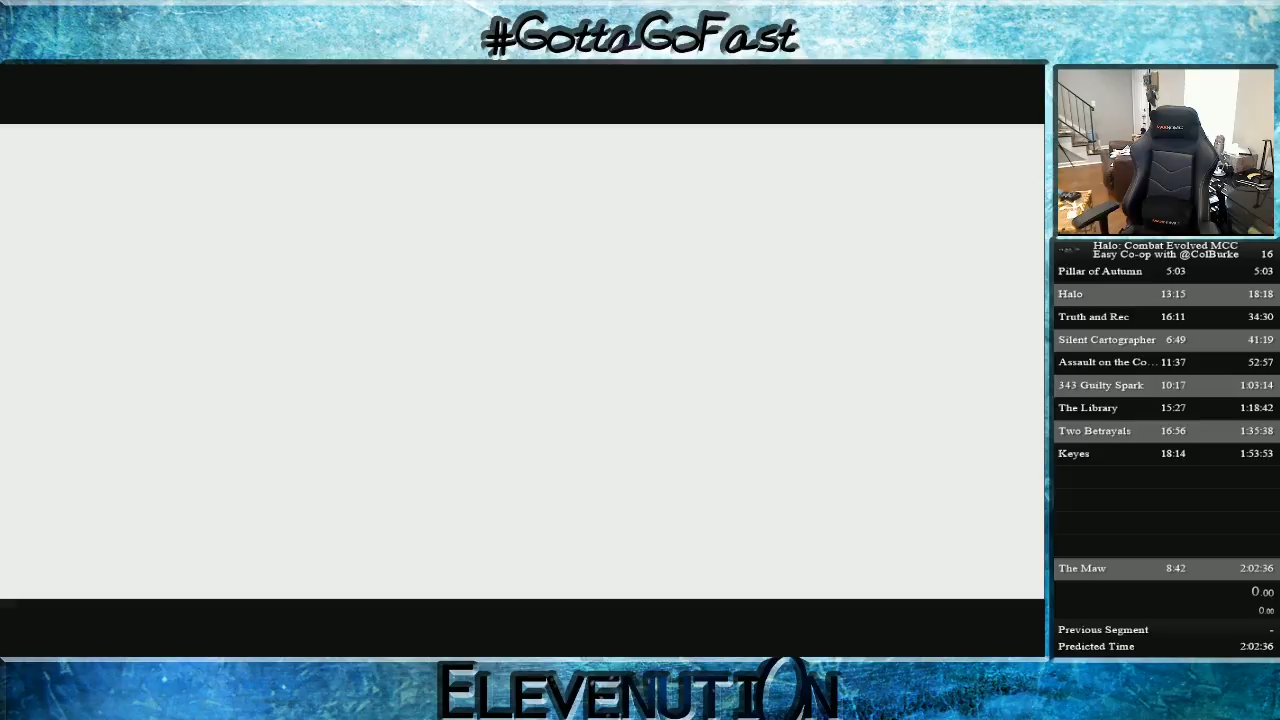 #GottaGoFast
Halo: Combat Evolved MCC
Easy Co-op with @ColBurke 16
Pillar of Autumn 5:03 5:03
Halo 13:15 18:18
Truth and Rec 16:11 34:30
Silent Cartographer 6:49 41:19
Assault on the Co... 11:37 52:57
343 Guilty Spark 10:17 1:03:14
The Library 15:27 1:18:42
Two Betrayals 16:56 1:35:38
Keyes 18:14 1:53:53
The Maw 8:42 2:02:36
0.00
0.00
Previous Segment -
Predicted Time 2:02:36
ELEVENUTION